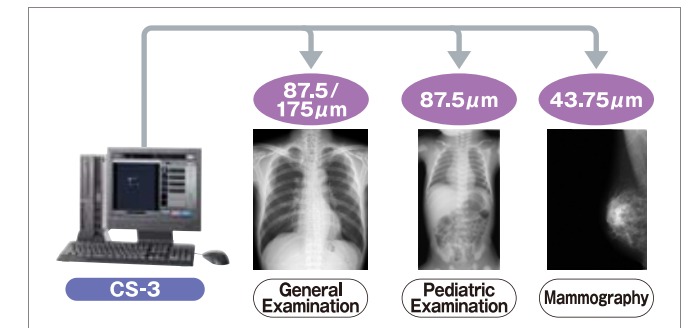 87.5/
175μm
87.5μm
43.75μm
CS-3
General
Examination
Pediatric
Examination
Mammography